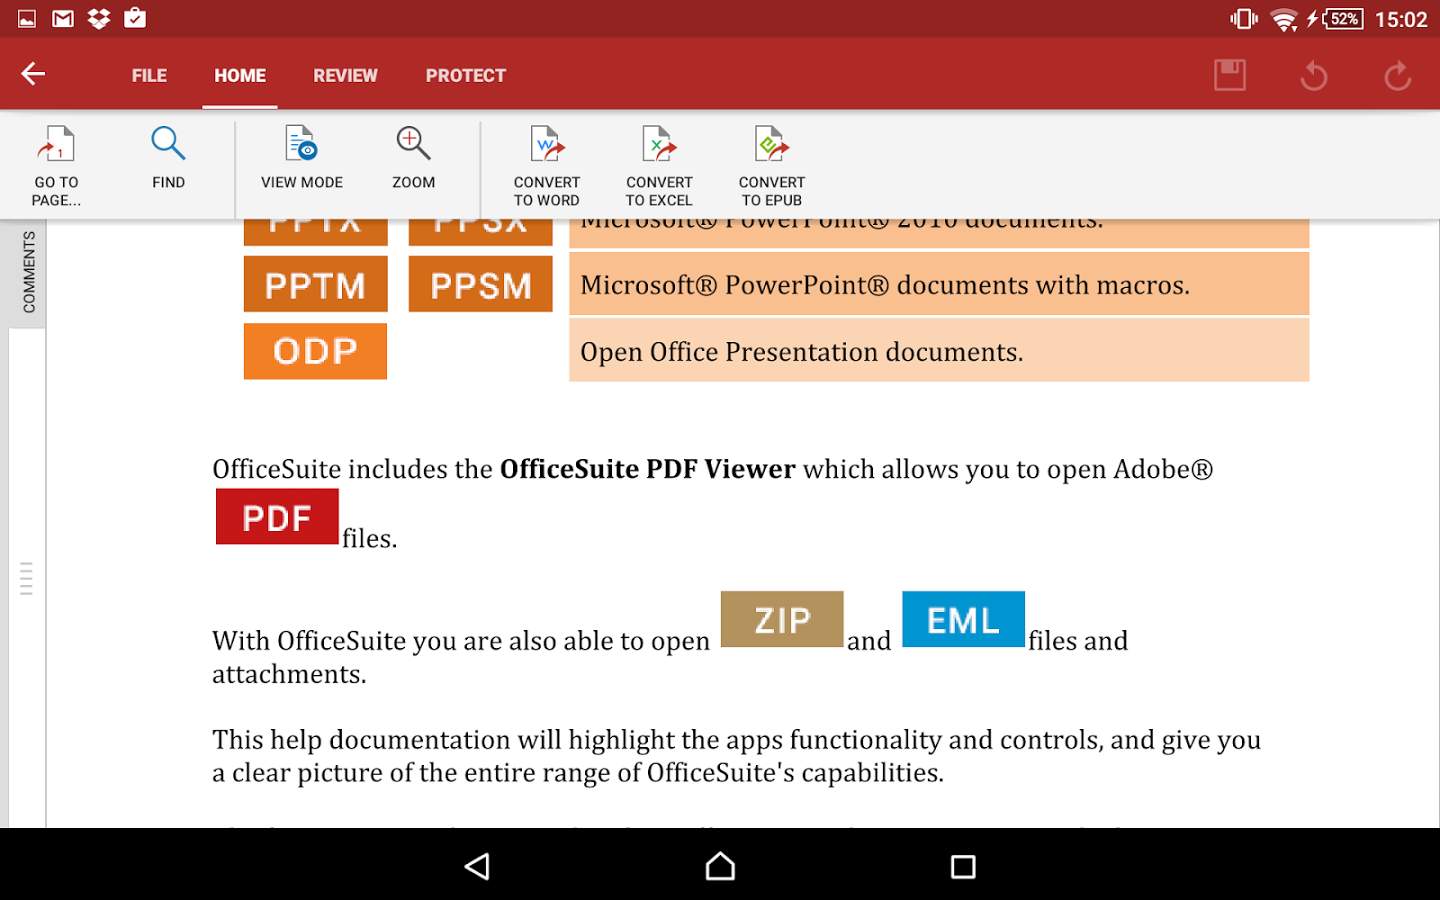 52%
15:02
FILE
HOME
REVIEW
PROTECT
GO TO
PAGE...
FIND
VIEW MODE
ZOOM
CONVERT
TO WORD
CONVERT
TO EXCEL
CONVERT
TO EPUB
COMMENTS
PPTX PPSX Microsoft® PowerPoint® 2010 documents.
PPTM PPSM Microsoft® PowerPoint® documents with macros.
ODP Open Office Presentation documents.
OfficeSuite includes the OfficeSuite PDF Viewer which allows you to open Adobe®
PDF files.
With OfficeSuite you are also able to open ZIP and EML files and
attachments.
This help documentation will highlight the apps functionality and controls, and give you
a clear picture of the entire range of OfficeSuite's capabilities.